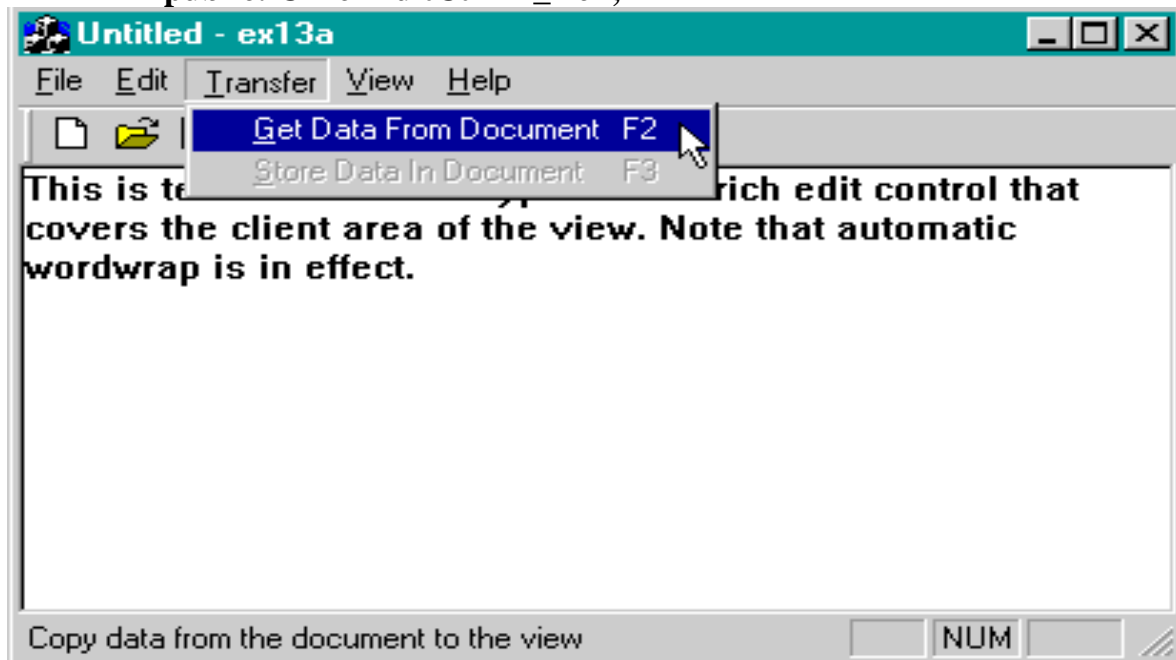 Untitled - ex13a
File Edit Transfer View Help
Get Data From Document F2
Store Data In Document F3
This is rich edit control that
covers the client area of the view. Note that automatic
wordwrap is in effect.
Copy data from the document to the view NUM